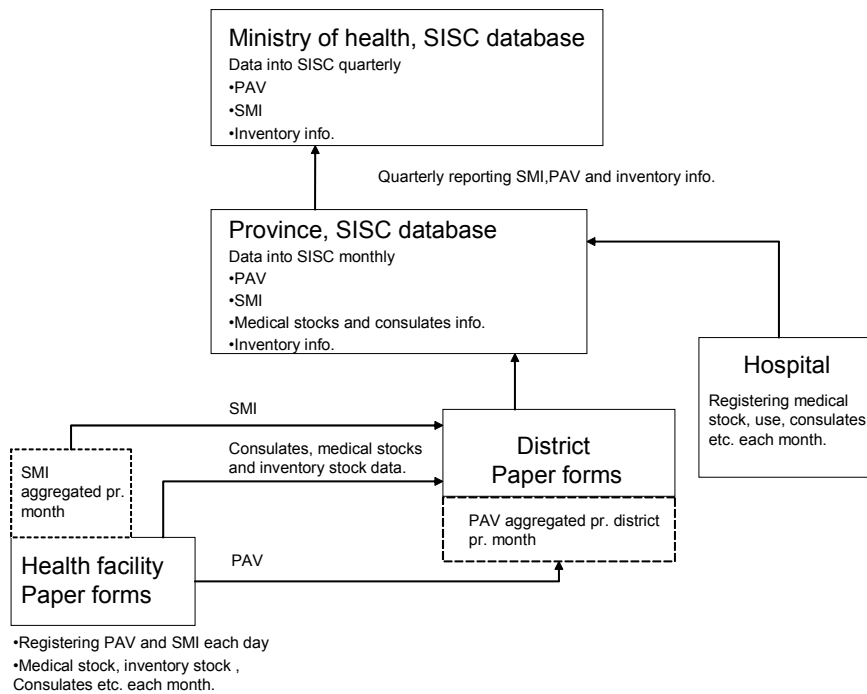 Ministry of health, SISC database
Data into SISC quarterly
•PAV
•SMI
•Inventory info.
Quarterly reporting SMI,PAV and inventory info.
Province, SISC database
Data into SISC monthly
•PAV
•SMI
•Medical stocks and consulates info.
•Inventory info.
Hospital
Registering medical
stock, use, consulates
etc. each month.
SMI
Consulates, medical stocks
and inventory stock data.
District
Paper forms
SMI
aggregated pr.
month
PAV aggregated pr. district
pr. month
Health facility
Paper forms
PAV
•Registering PAV and SMI each day
•Medical stock, inventory stock ,
Consulates etc. each month.